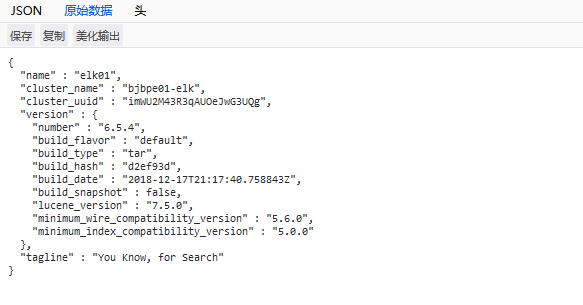 JSON 原始数据 头
保存 复制 美化输出
{
  "name" : "elk01",
  "cluster_name" : "bjbpe01-elk",
  "cluster_uuid" : "imWU2M43R3qAUOeJwG3UQg",
  "version" : {
    "number" : "6.5.4",
    "build_flavor" : "default",
    "build_type" : "tar",
    "build_hash" : "d2ef93d",
    "build_date" : "2018-12-17T21:17:40.758843Z",
    "build_snapshot" : false,
    "lucene_version" : "7.5.0",
    "minimum_wire_compatibility_version" : "5.6.0",
    "minimum_index_compatibility_version" : "5.0.0"
  },
  "tagline" : "You Know, for Search"
}